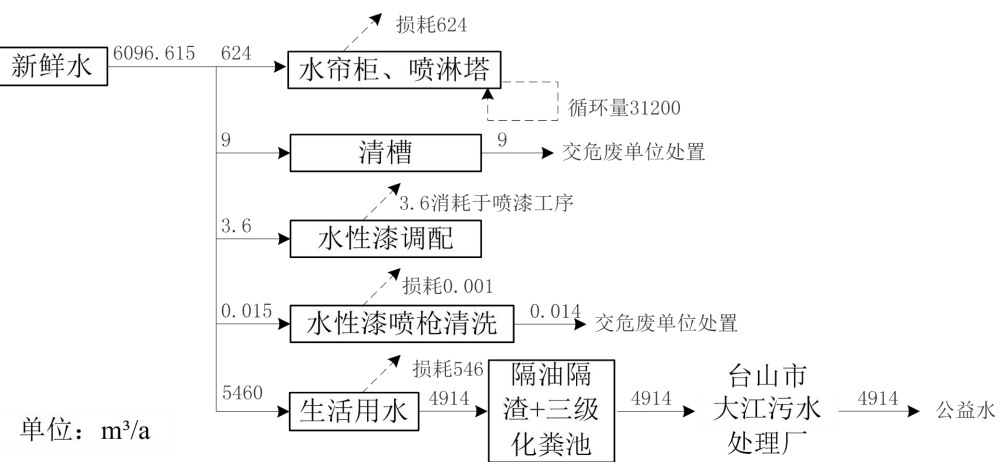 损耗624
新鲜水
6096.615
624
水帘柜、喷淋塔
循环量31200
9
清槽
9
交危废单位处置
3.6消耗于喷漆工序
3.6
水性漆调配
损耗0.001
0.015
水性漆喷枪清洗
0.014
交危废单位处置
损耗546
5460
生活用水
4914
隔油隔
渣+三级
化粪池
4914
台山市
大江污水
处理厂
4914
公益水
单位：m³/a